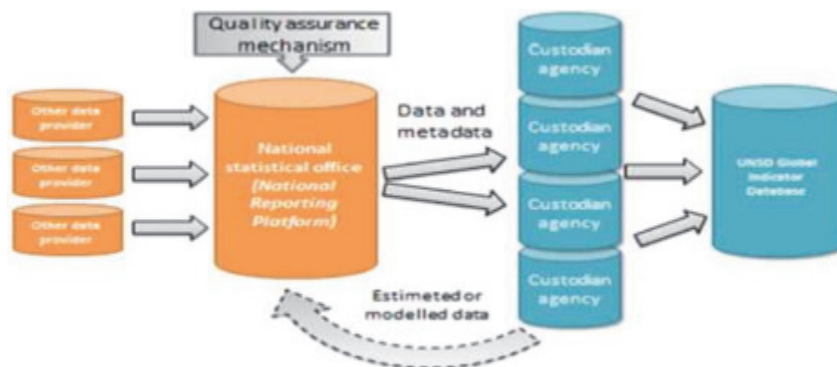 Quality assurance
mechanism
Other data
provider
Other data
provider
Other data
provider
National
statistical office
(National
Reporting
Platform)
Data and
metadata
Custodian
agency
Custodian
agency
Custodian
agency
Custodian
agency
UNSD Global
Indicator
Database
Estimeted or
modelled data